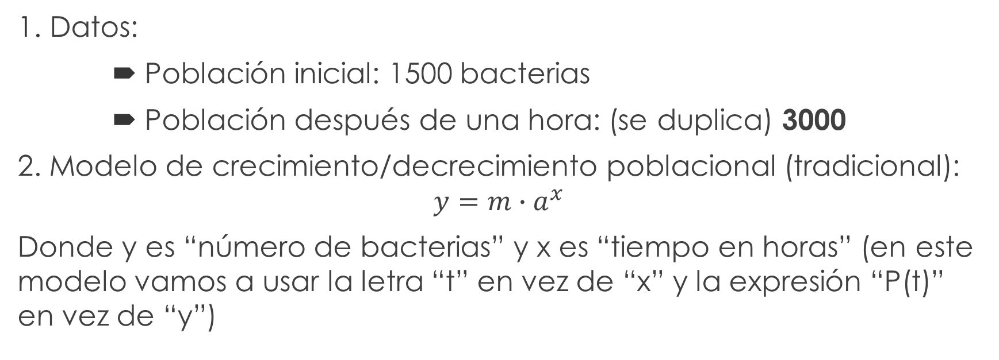 1. Datos:
Población inicial: 1500 bacterias
Población después de una hora: (se duplica) 3000
2. Modelo de crecimiento/decrecimiento poblacional (tradicional):
y = m · aˣ
Donde y es “número de bacterias” y x es “tiempo en horas” (en este
modelo vamos a usar la letra “t” en vez de “x” y la expresión “P(t)”
en vez de “y”)